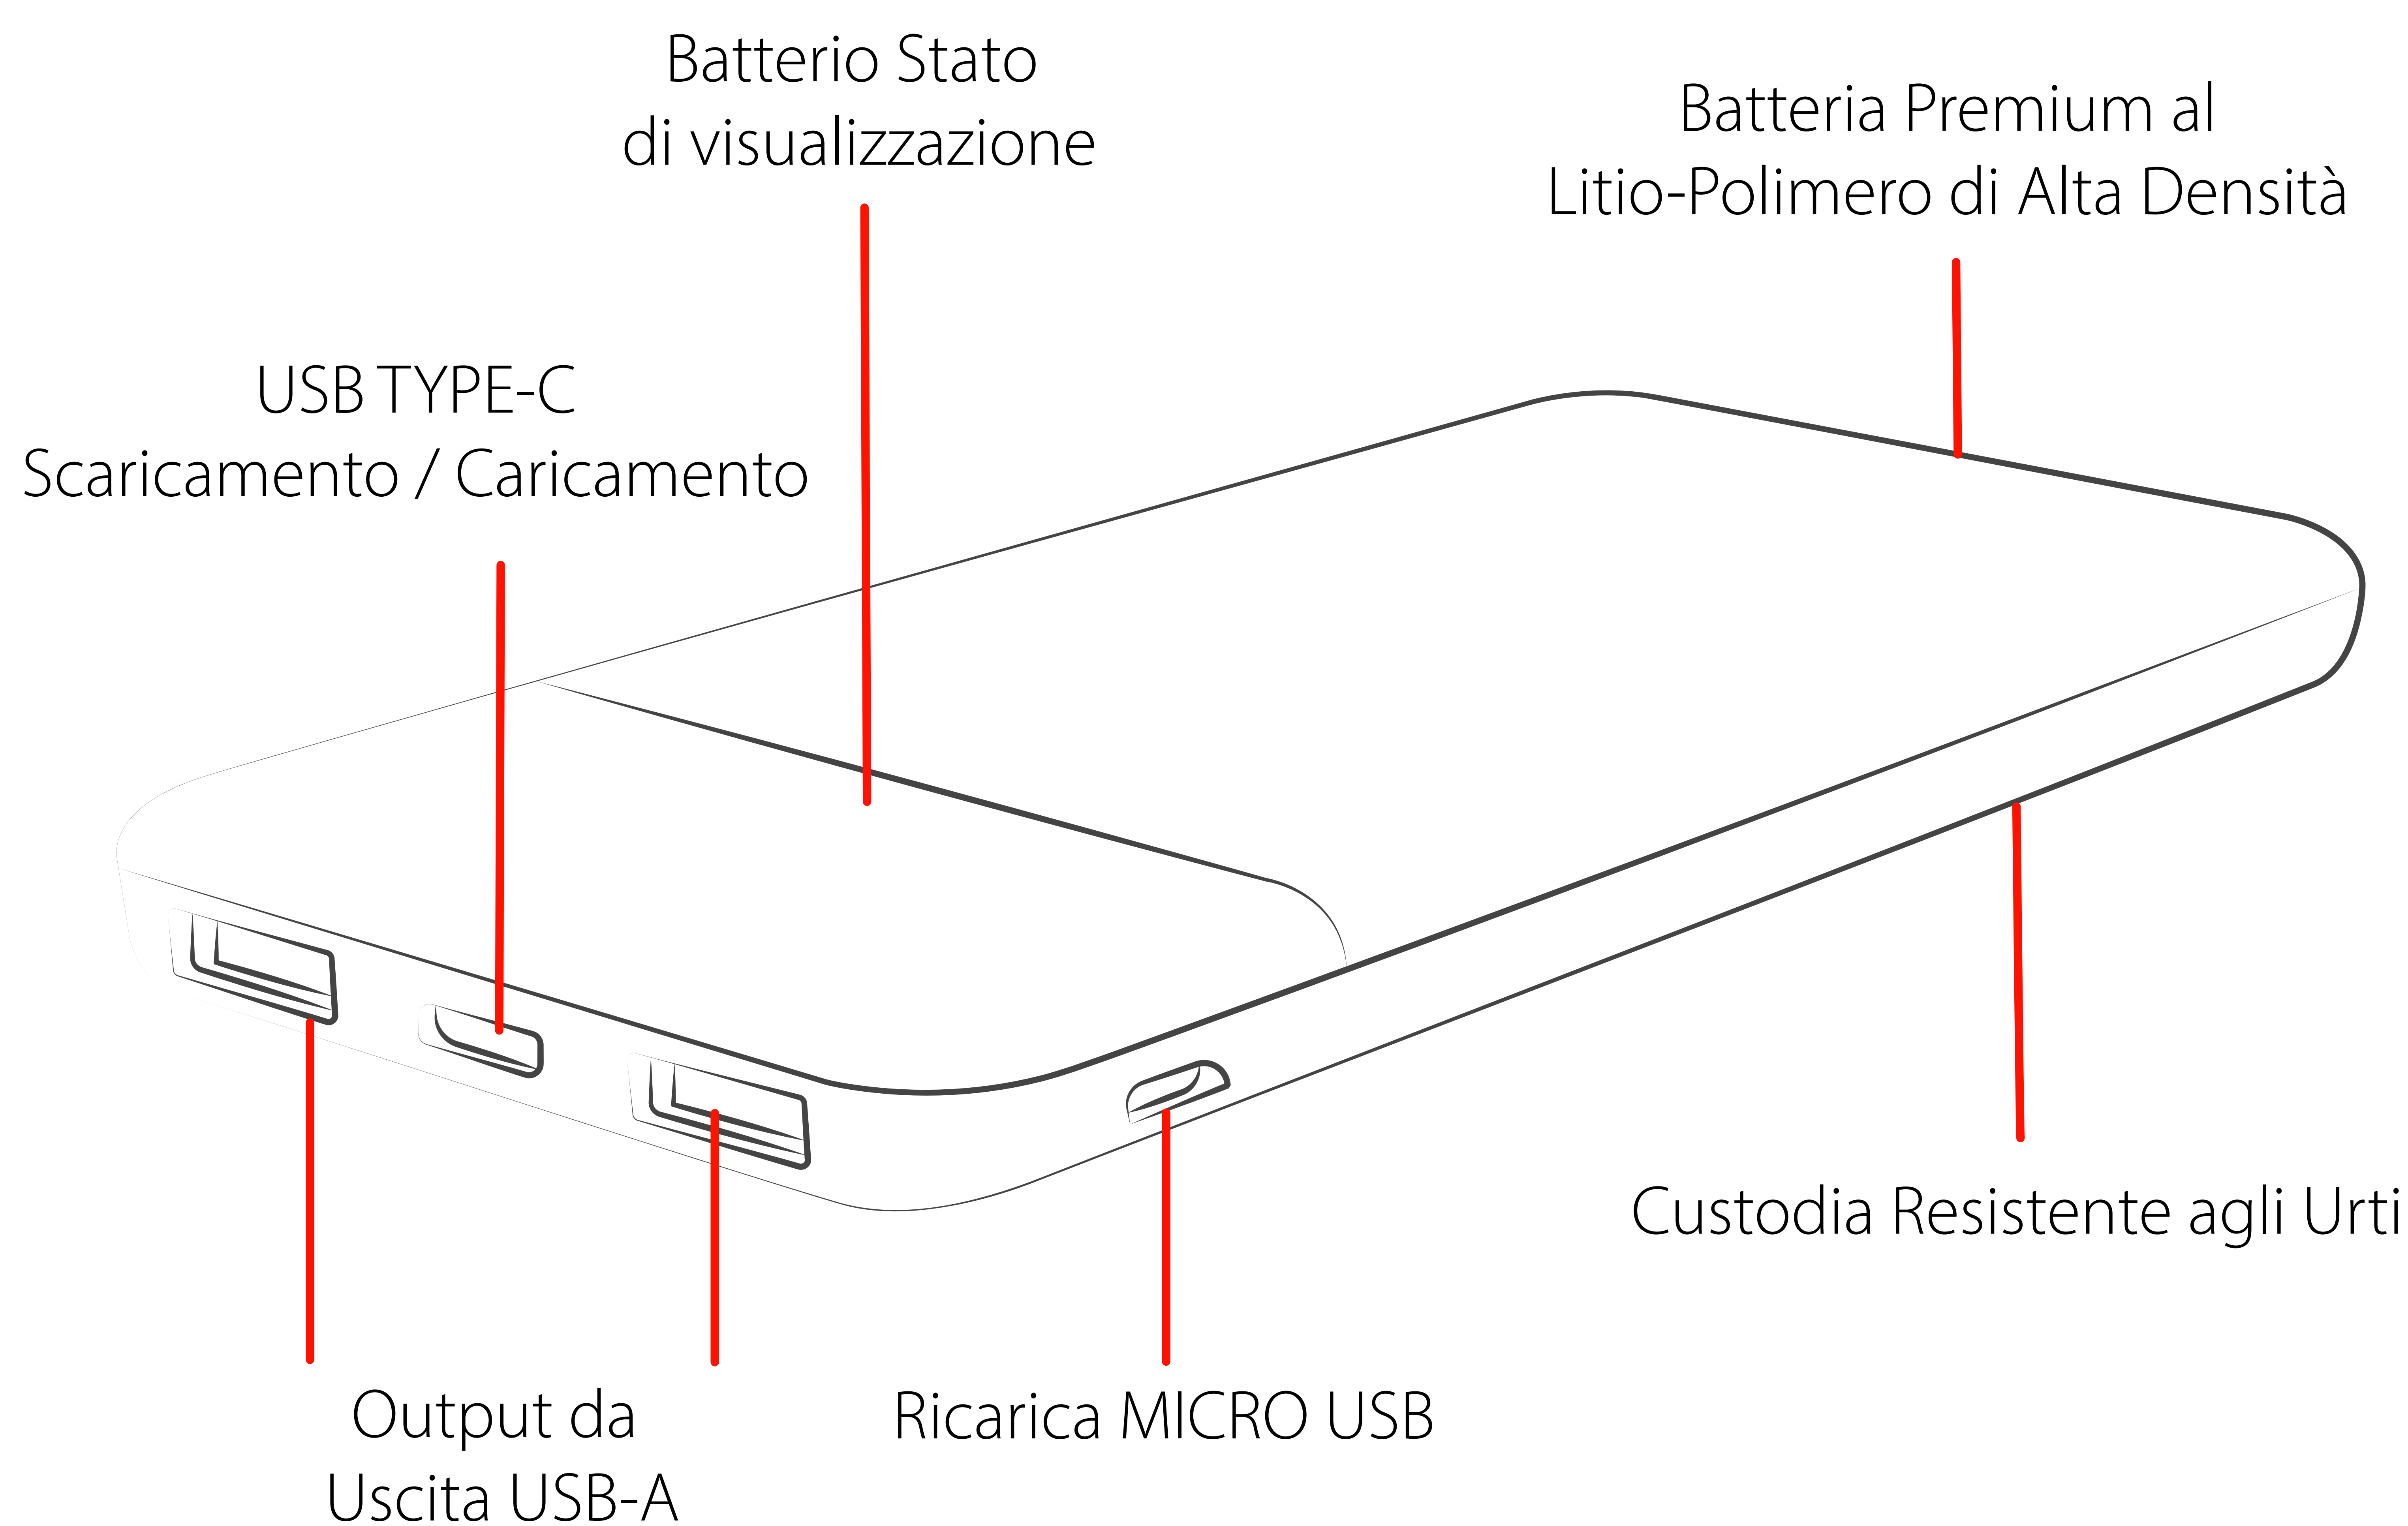 Batterio Stato
di visualizzazione
Batteria Premium al
Litio-Polimero di Alta Densità
USB TYPE-C
Scaricamento / Caricamento
Custodia Resistente agli Urti
Output da
Uscita USB-A
Ricarica MICRO USB